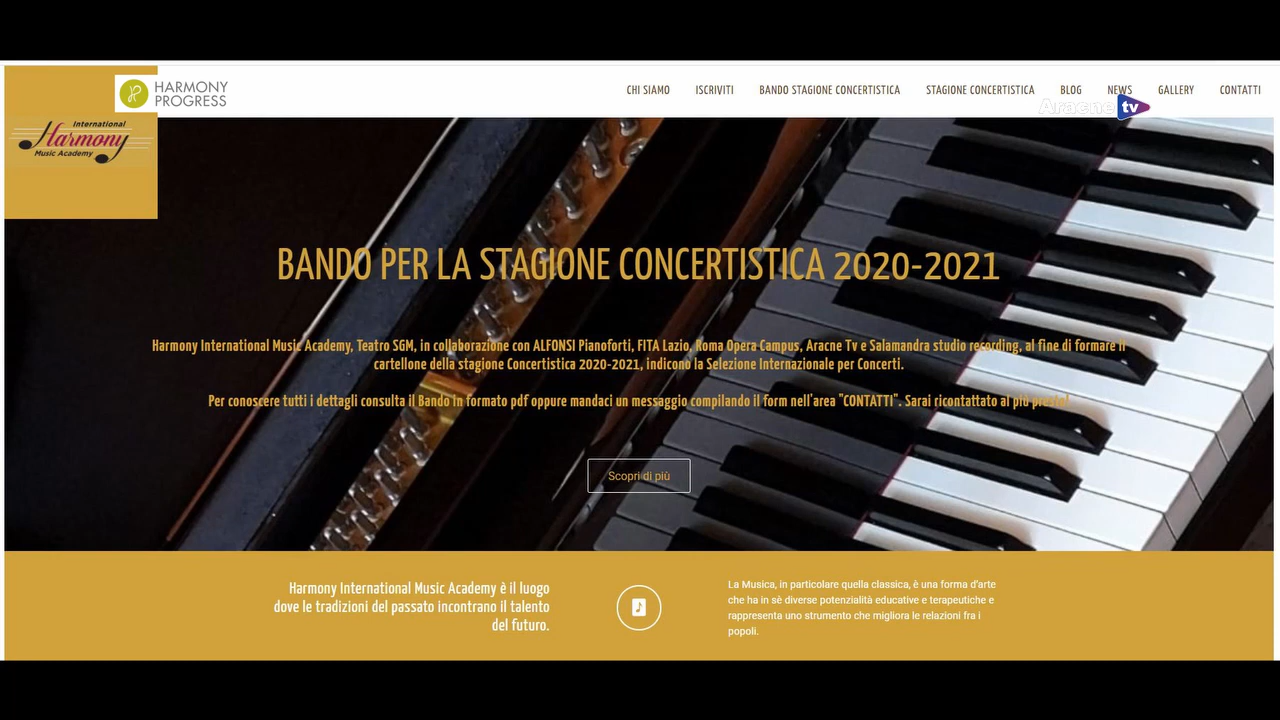 HARMONY
PROGRESS
CHI SIAMO ISCRIVITI BANDO STAGIONE CONCERTISTICA STAGIONE CONCERTISTICA BLOG NEWS GALLERY CONTATTI
Aracne tv
International
Harmony
Music Academy
BANDO PER LA STAGIONE CONCERTISTICA 2020-2021
Harmony International Music Academy, Teatro SGM, in collaborazione con ALFONSI Pianoforti, FITA Lazio, Roma Opera Campus, Aracne Tv e Salamandra studio recording, al fine di formare il
cartellone della stagione Concertistica 2020-2021, indicono la Selezione Internazionale per Concerti.
Per conoscere tutti i dettagli consulta il Bando in formato pdf oppure mandaci un messaggio compilando il form nell'area "CONTATTI". Sarai ricontattato al più presto!
Scopri di più
Harmony International Music Academy è il luogo
dove le tradizioni del passato incontrano il talento
del futuro.
La Musica, in particolare quella classica, è una forma d'arte
che ha in sè diverse potenzialità educative e terapeutiche e
rappresenta uno strumento che migliora le relazioni fra i
popoli.